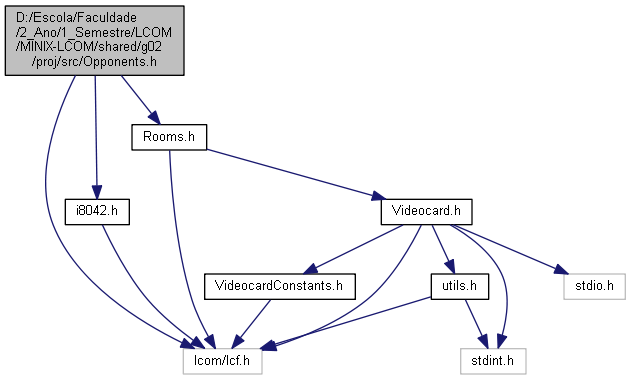 D:/Escola/Faculdade
/2_Ano/1_Semestre/LCOM
/MINIX-LCOM/shared/g02
/proj/src/Opponents.h
Rooms.h
i8042.h
Videocard.h
VideocardConstants.h
utils.h
stdio.h
lcom/lcf.h
stdint.h